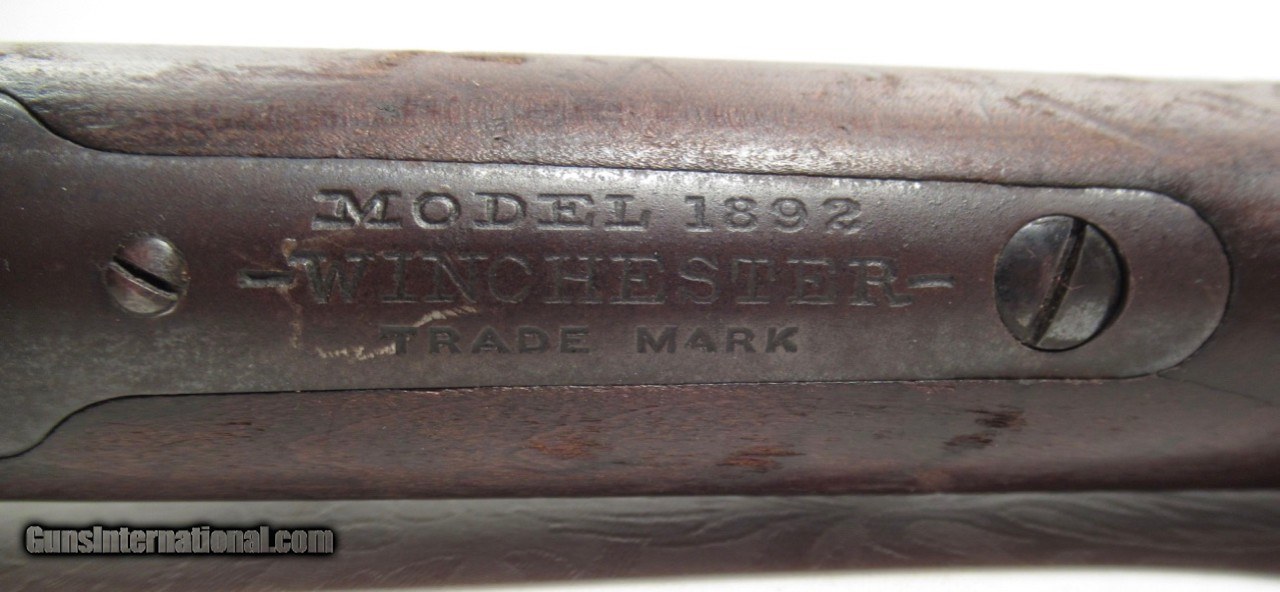 MODEL 1892
-WINCHESTER-
TRADE MARK
GunsInternational.com